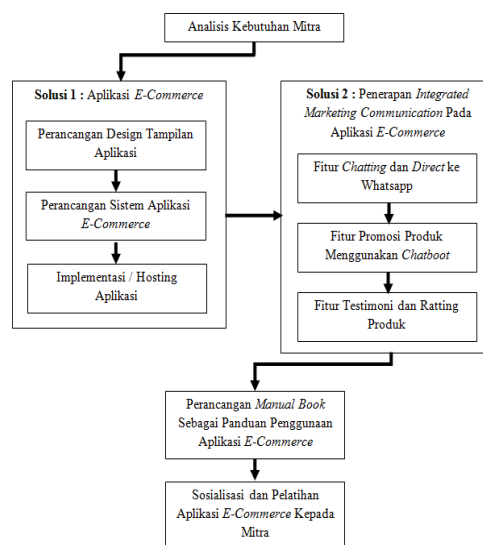 Analisis Kebutuhan Mitra
Solusi 1 : Aplikasi E-Commerce
Perancangan Design Tampilan
Aplikasi
Perancangan Sistem Aplikasi
E-Commerce
Implementasi / Hosting
Aplikasi
Solusi 2 : Penerapan Integrated
Marketing Communication Pada
Aplikasi E-Commerce
Fitur Chatting dan Direct ke
Whatsapp
Fitur Promosi Produk
Menggunakan Chatboot
Fitur Testimoni dan Ratting
Produk
Perancangan Manual Book
Sebagai Panduan Penggunaan
Aplikasi E-Commerce
Sosialisasi dan Pelatihan
Aplikasi E-Commerce Kepada
Mitra